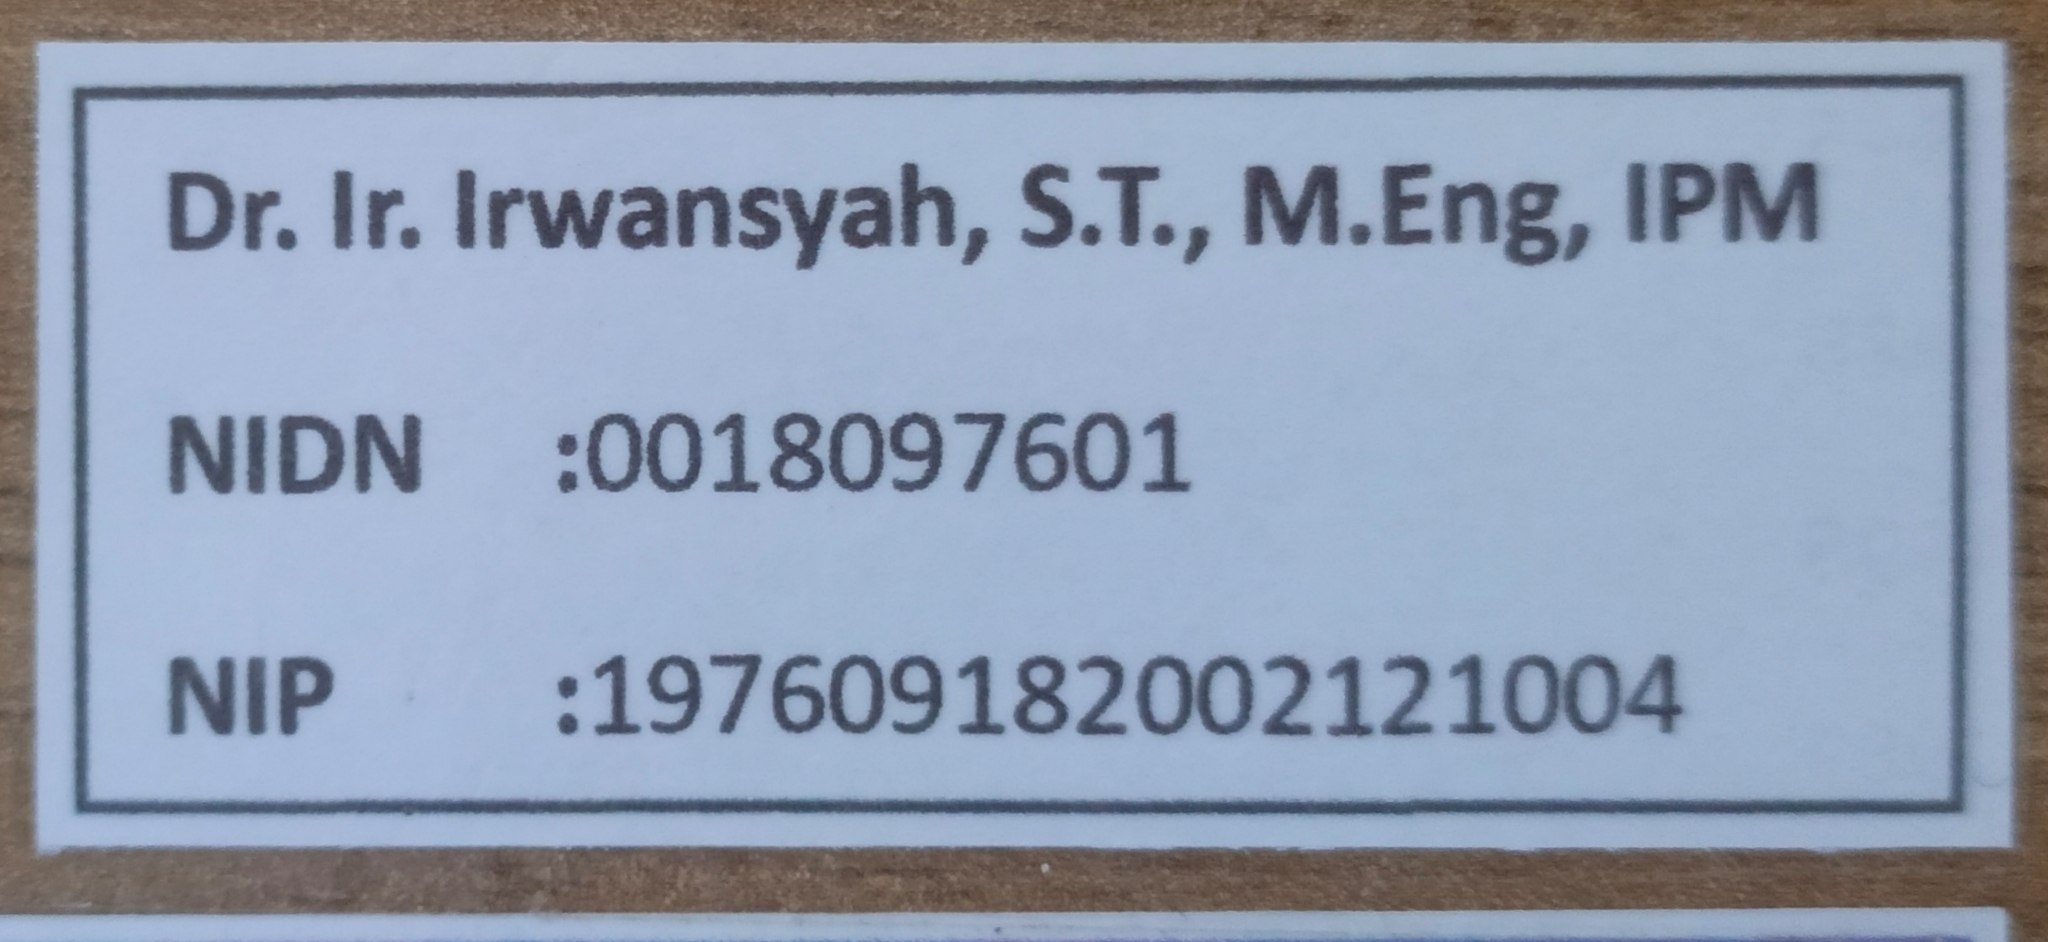 Dr. Ir. Irwansyah, S.T., M.Eng, IPM
NIDN :0018097601
NIP :197609182002121004